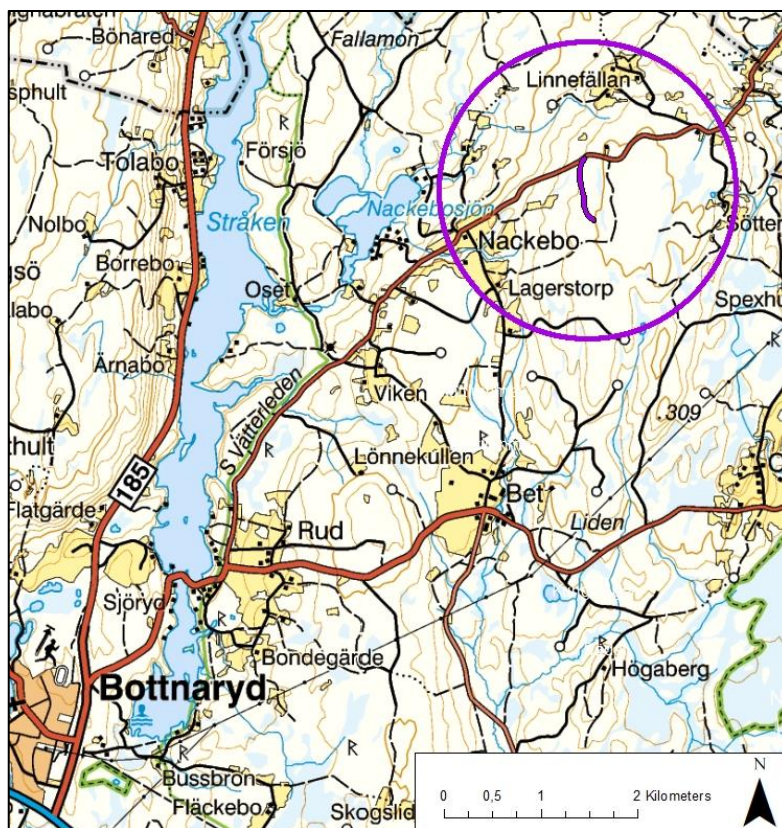 Bönared
Fallamon
Linnefällan
sphult
Tolabo
Försjö
Stråken
Nackebosjön
Nolbo
Nackebo
Sötter
Borrebo
Oset
Lagerstorp
Spexhu
labo
Ärnabo
Viken
S Vätterleden
.309
thult
185
Lönnekullen
Flatgärde
Bet
Rud
Liden
Sjöryd
Bondegärde
Högaberg
Bottnaryd
N
Bussbron
0 0,5 1 2 Kilometers
Fläckebo
Skogslid